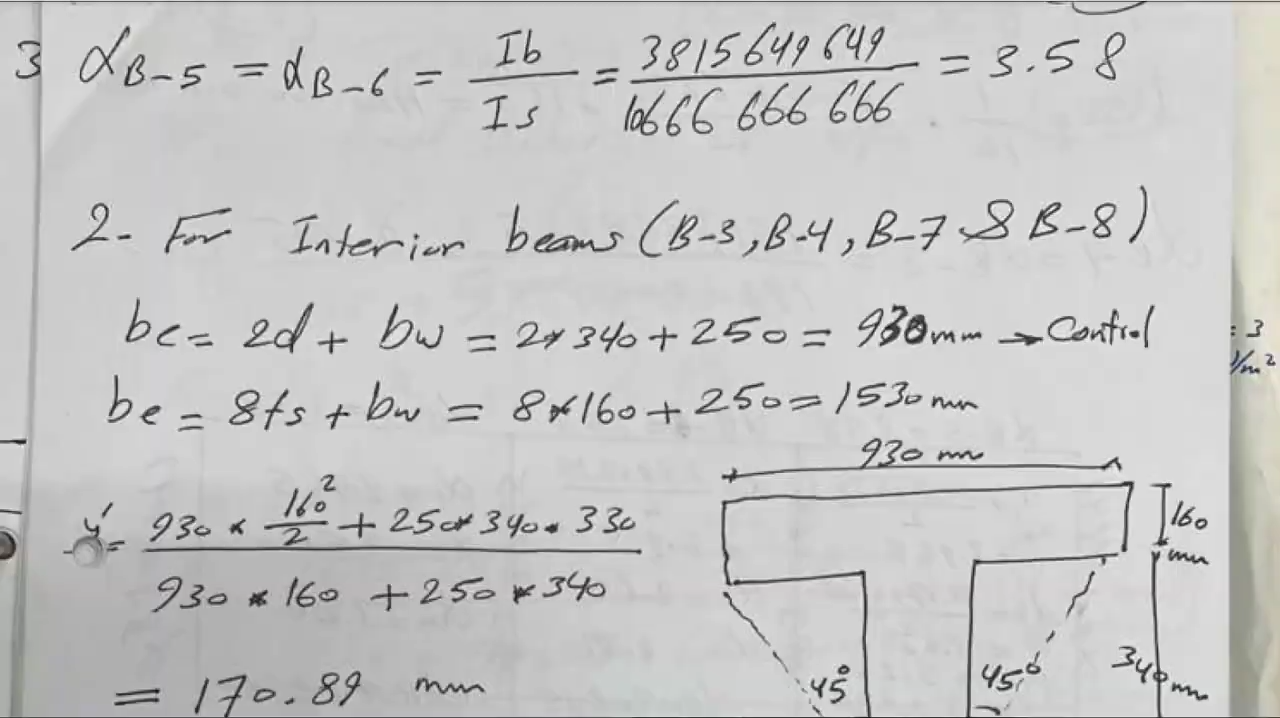 3 αB-5 = αB-6 = Ib/Is = 3815649649/10666 666 666 = 3.58
2- For Interior beams (B-3, B-4, B-7 & B-8)
be = 2d + bw = 2*340 + 250 = 930 mm → Control
= 3
/m²
be = 8ts + bw = 8*160 + 250 = 1530 mm
930 mm
160 mm
y' = (930 * 160²/2 + 250*340*330)/(930 * 160 + 250 * 340)
340 mm
45°
45°
= 170.89 mm